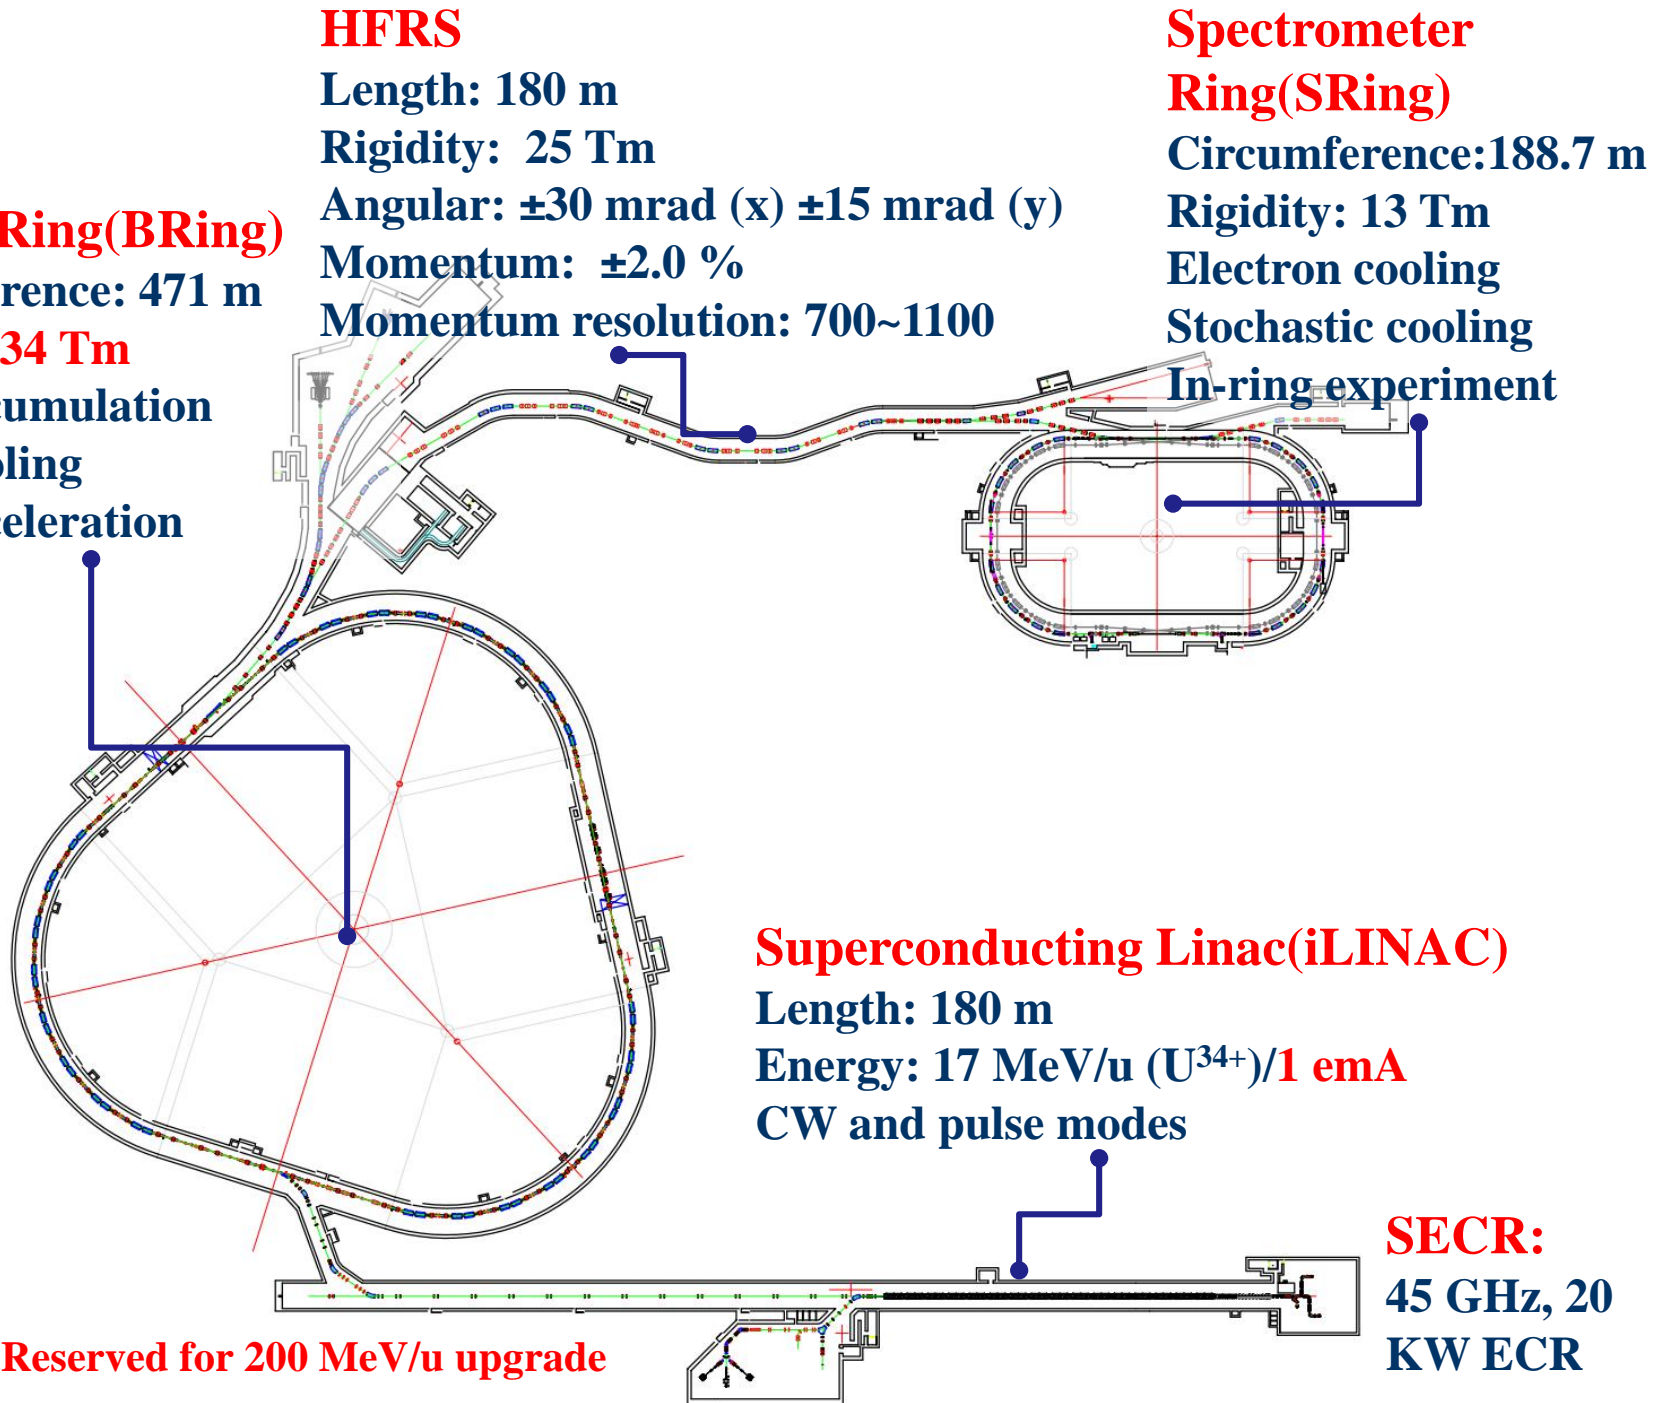 HFRS
Length: 180 m
Rigidity:  25 Tm
Angular: ±30 mrad (x) ±15 mrad (y)
Momentum:  ±2.0 %
Momentum resolution: 700~1100
Spectrometer
Ring(SRing)
Circumference:188.7 m
Rigidity: 13 Tm
Electron cooling
Stochastic cooling
In-ring experiment
Ring(BRing)
rence: 471 m
34 Tm
cumulation
ling
eleration
Superconducting Linac(iLINAC)
Length: 180 m
Energy: 17 MeV/u (U³⁴⁺)/1 emA
CW and pulse modes
SECR:
45 GHz, 20
KW ECR
Reserved for 200 MeV/u upgrade